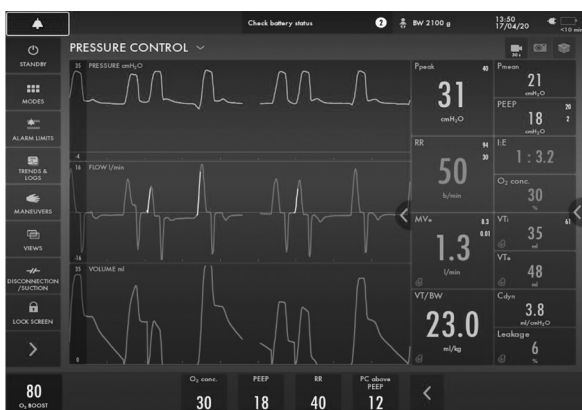 Check battery status
2
BW 2100 g
13:50
17/04/20
<10 min
STANDBY
MODES
ALARM LIMITS
TRENDS &
LOGS
MANEUVERS
VIEWS
DISCONNECTION
/SUCTION
LOCK SCREEN
80
O₂ BOOST
PRESSURE CONTROL
35 PRESSURE cmH₂O
-4
16 FLOW l/min
-16
35 VOLUME ml
0
Ppeak 40
31
cmH₂O
RR 94
30
50
b/min
MVe 8.3
0.01
1.3
l/min
VT/BW
23.0
ml/kg
Pmean
21
cmH₂O
PEEP 20
18 2
cmH₂O
I:E
1 : 3.2
O₂ conc.
30
%
VTi 61
35
ml
VTe
48
ml
Cdyn
3.8
ml/cmH₂O
Leakage
6
%
O₂ conc. PEEP RR PC above
PEEP
30 18 40 12